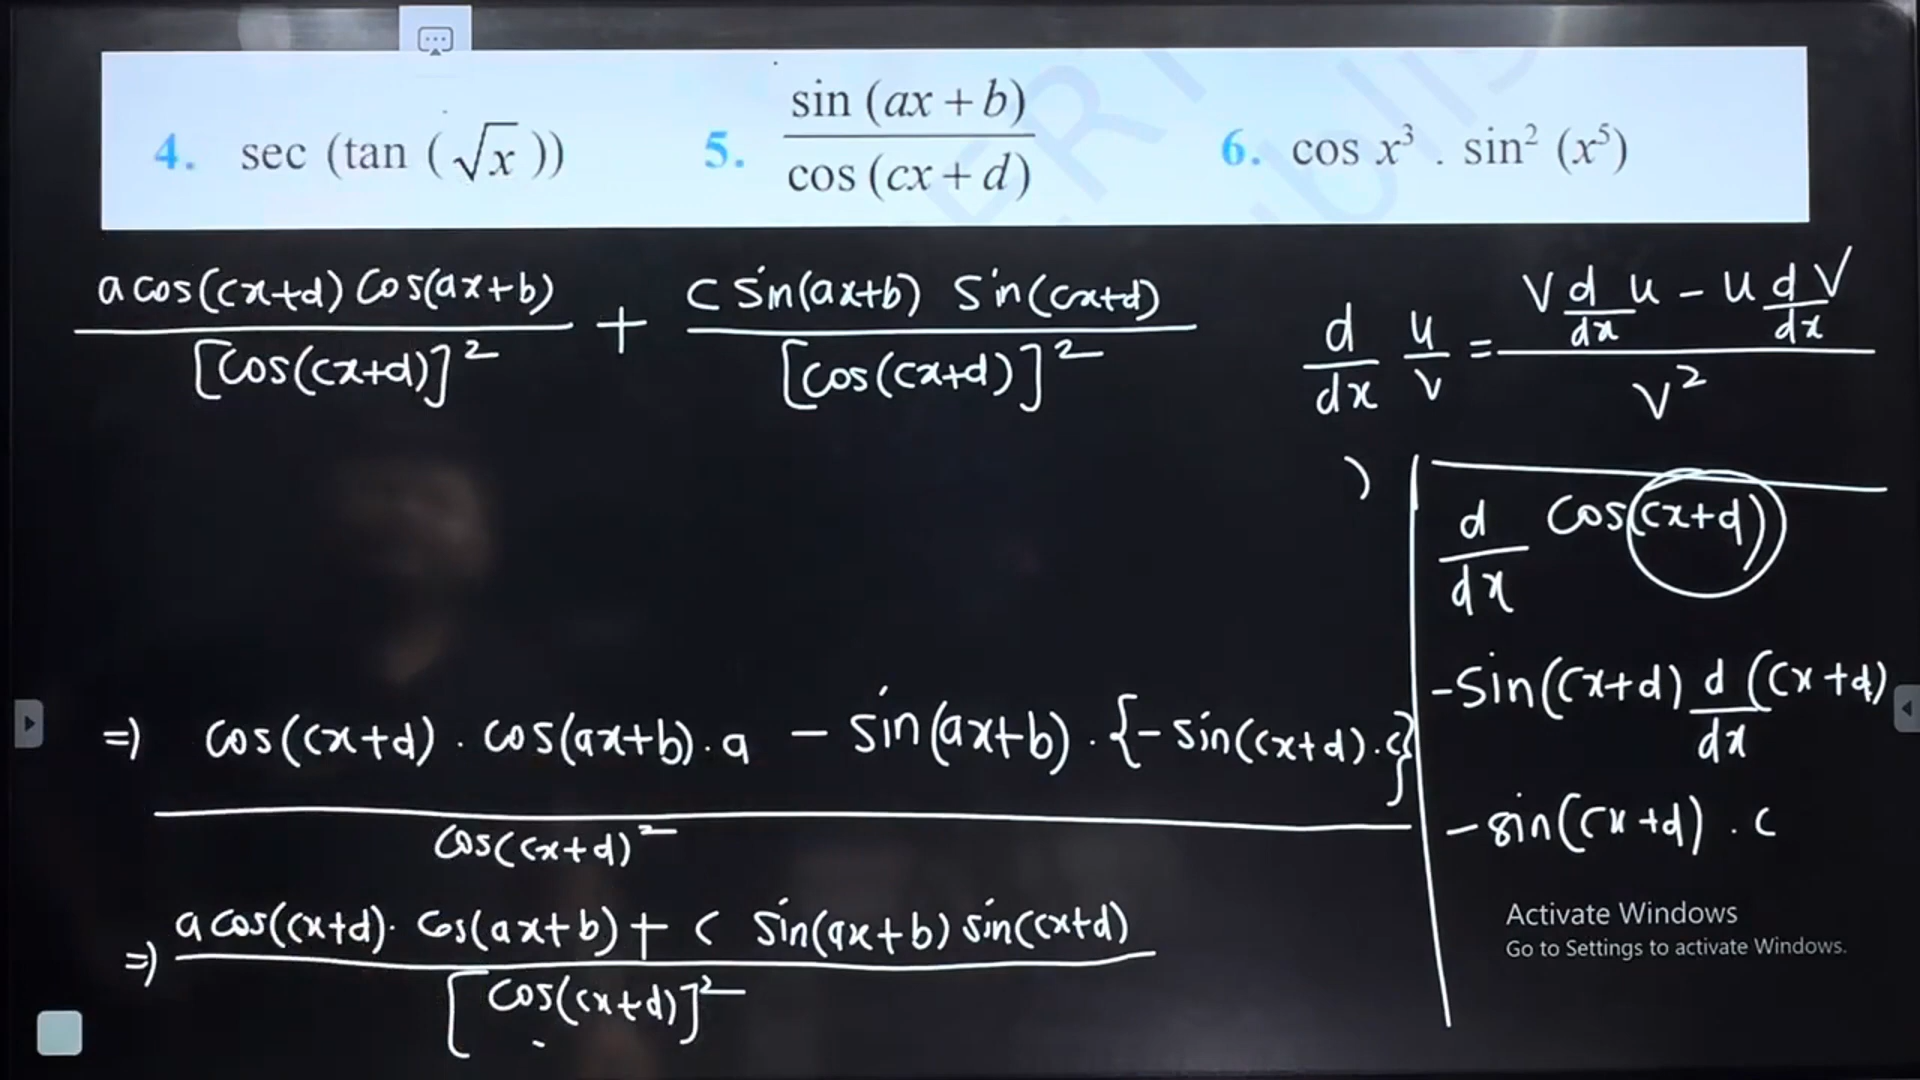 4. sec (tan (√x)) 5. sin (ax + b) / cos (cx + d) 6. cos x³ . sin² (x⁵)
a cos(cx+d) cos(ax+b) / [cos(cx+d)]² + c sin(ax+b) sin(cx+d) / [cos(cx+d)]²
d/dx u/v = (v d/dx u - u d/dx v) / v²
)
d/dx cos(cx+d)
-sin(cx+d) d/dx (cx+d)
-sin(cx+d) . c
=) cos(cx+d) . cos(ax+b) . a - sin(ax+b) . {-sin(cx+d) . c} / cos(cx+d)²
=) a cos(cx+d) . cos(ax+b) + c sin(ax+b) sin(cx+d) / [cos(cx+d)]²
Activate Windows
Go to Settings to activate Windows.